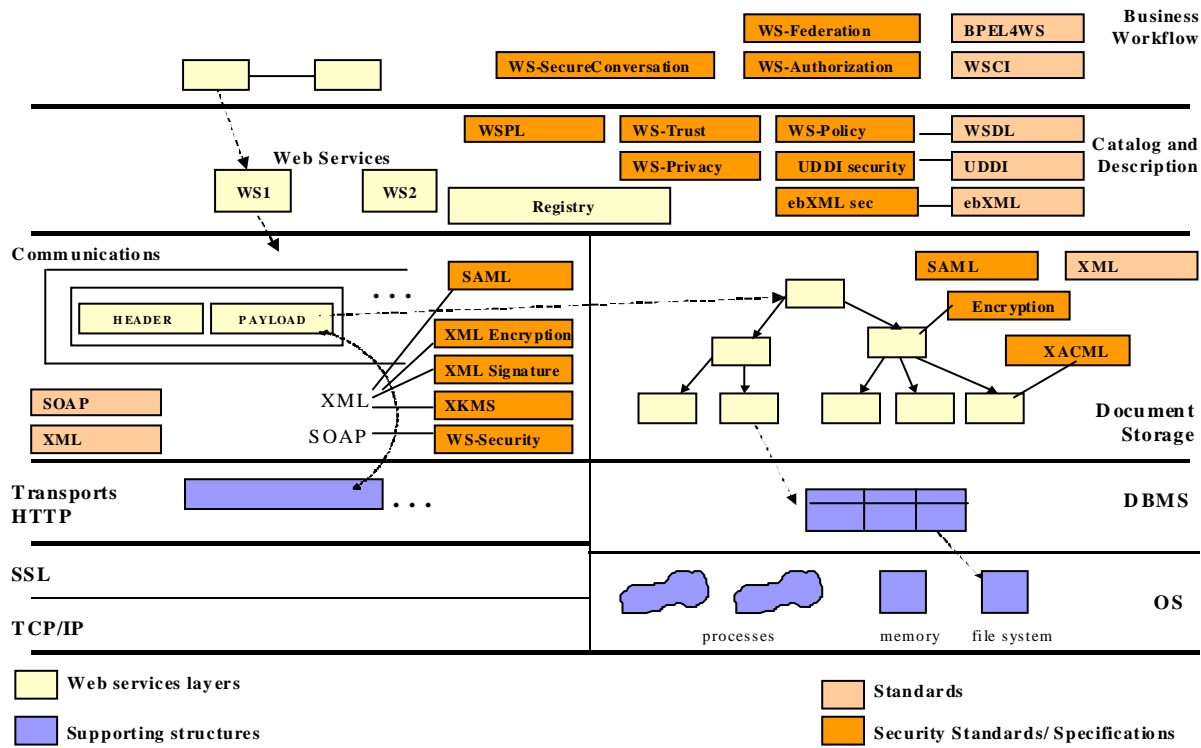 Business
Workflow
WS-Federation
BPEL4WS
WS-SecureConversation
WS-Authorization
WSCI
WSPL
WS-Trust
WS-Policy
WSDL
Catalog and
Description
Web Services
WS-Privacy
UDDI security
UDDI
WS1
WS2
Registry
ebXML sec
ebXML
Communications
SAML
. . .
HEADER
PAYLOAD
XML Encryption
XML Signature
XML
XKMS
SOAP
WS-Security
SOAP
XML
SAML
XML
Encryption
XACML
Document
Storage
Transports
HTTP
. . .
DBMS
SSL
TCP/IP
OS
processes
memory
file system
Web services layers
Supporting structures
Standards
Security Standards/ Specifications